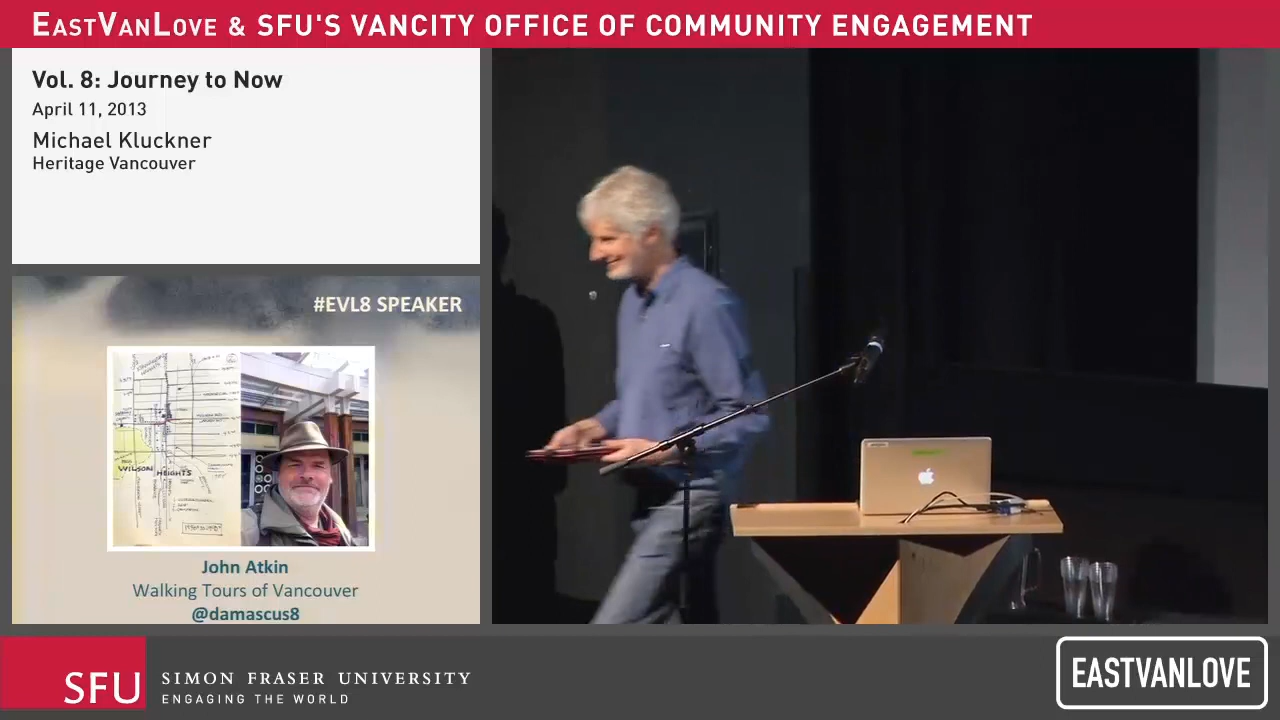 EASTVANLOVE & SFU'S VANCITY OFFICE OF COMMUNITY ENGAGEMENT
Vol. 8: Journey to Now
April 11, 2013
Michael Kluckner
Heritage Vancouver
#EVL8 SPEAKER
WILSON HEIGHTS
John Atkin
Walking Tours of Vancouver
@damascus8
SFU SIMON FRASER UNIVERSITY
ENGAGING THE WORLD
EASTVANLOVE